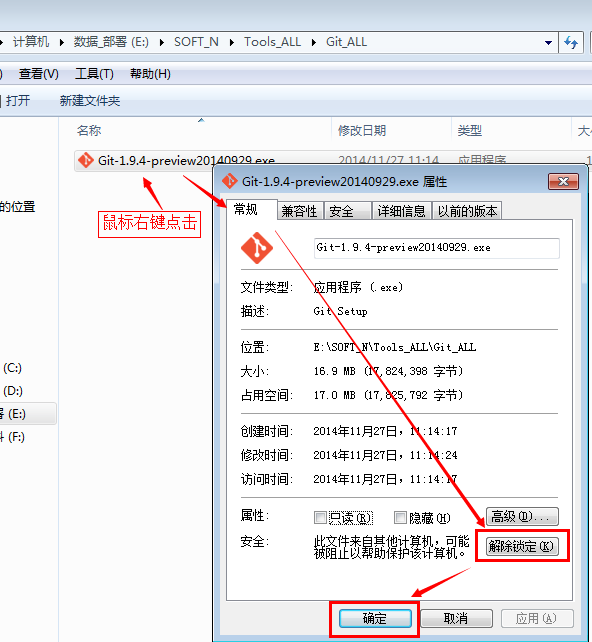 计算机 数据_部署 (E:) SOFT_N Tools_ALL Git_ALL
查看(V) 工具(T) 帮助(H)
打开 新建文件夹
名称 修改日期 类型
Git-1.9.4-preview20140929.exe 2014/11/27 11:14 应用程序
Git-1.9.4-preview20140929.exe 属性
常规 兼容性 安全 详细信息 以前的版本
的位置
鼠标右键点击
Git-1.9.4-preview20140929.exe
文件类型: 应用程序 (.exe)
描述: Git Setup
位置: E:\SOFT_N\Tools_ALL\Git_ALL
大小: 16.9 MB (17,824,398 字节)
占用空间: 17.0 MB (17,825,792 字节)
(C:)
(D:)
(E:)
(F:)
创建时间: 2014年11月27日，11:14:17
修改时间: 2014年11月27日，11:14:24
访问时间: 2014年11月27日，11:14:17
属性: 只读(R) 隐藏(H) 高级(D)...
安全: 此文件来自其他计算机，可能
被阻止以帮助保护该计算机。
解除锁定(K)
确定 取消 应用(A)